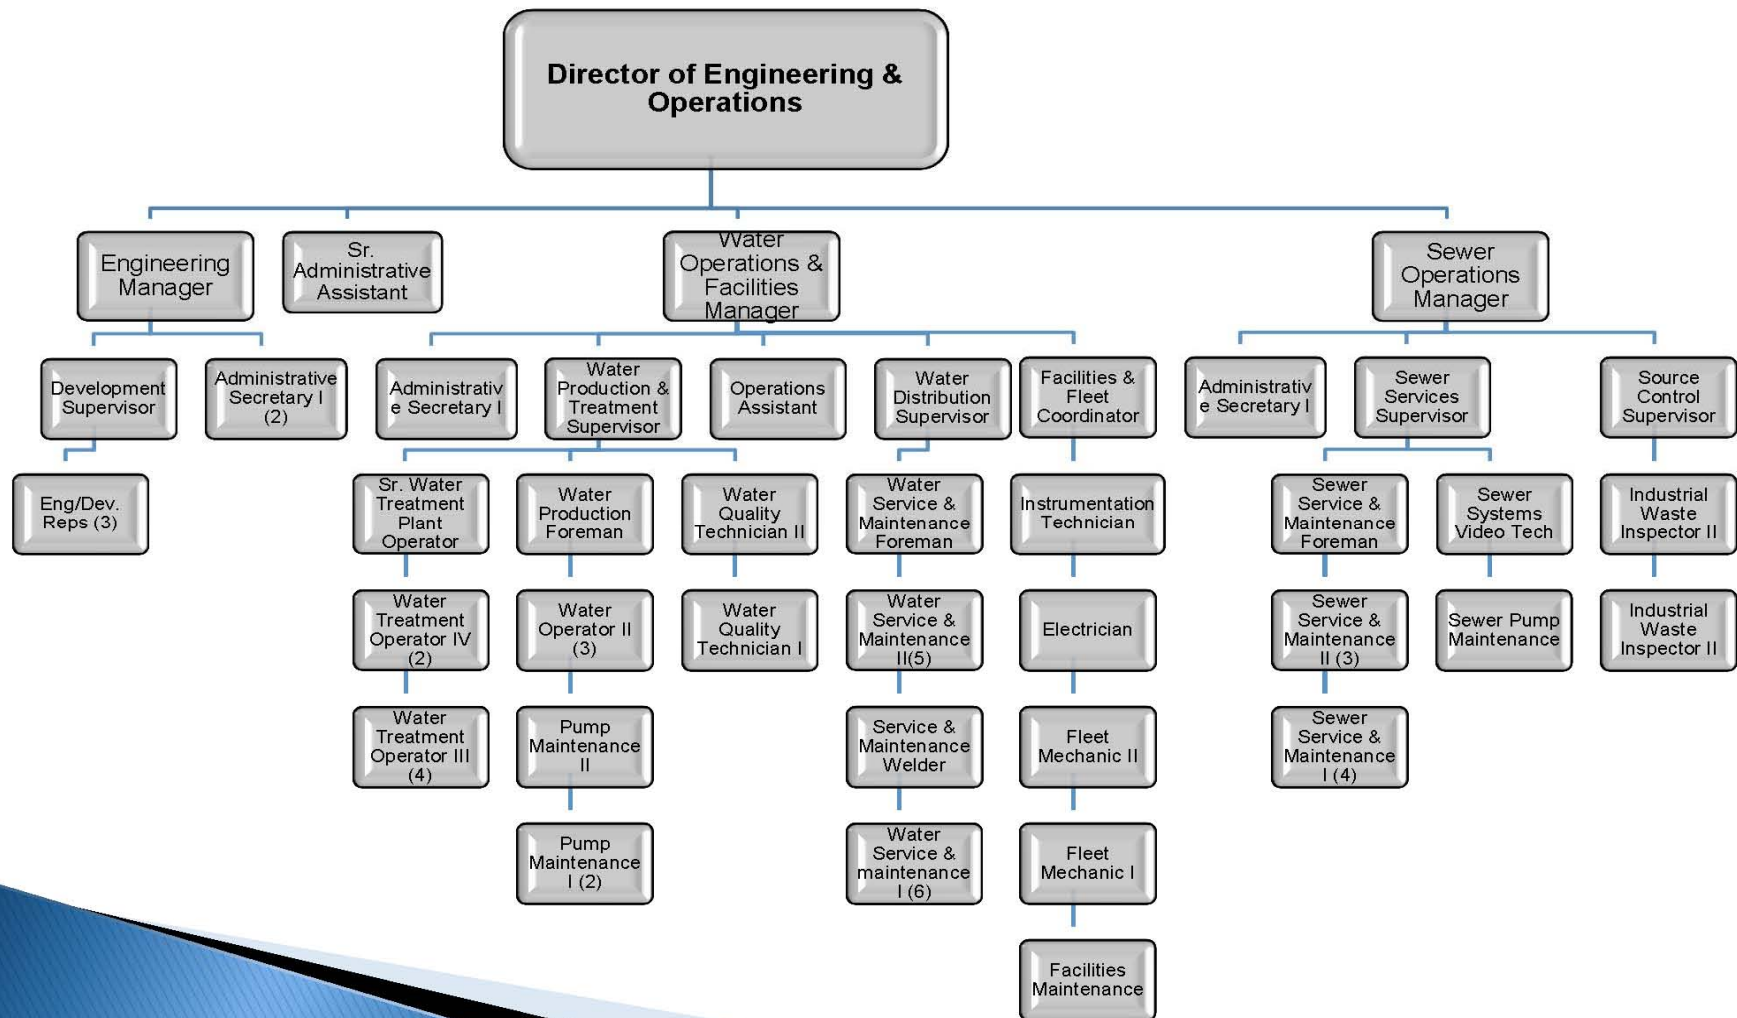 Director of Engineering &
Operations
Engineering
Manager
Sr.
Administrative
Assistant
Water
Operations &
Facilities
Manager
Sewer
Operations
Manager
Development
Supervisor
Administrative
Secretary I
(2)
Administrativ
e Secretary I
Water
Production &
Treatment
Supervisor
Operations
Assistant
Water
Distribution
Supervisor
Facilities &
Fleet
Coordinator
Administrativ
e Secretary I
Sewer
Services
Supervisor
Source
Control
Supervisor
Eng/Dev.
Reps (3)
Sr. Water
Treatment
Plant
Operator
Water
Production
Foreman
Water
Quality
Technician II
Water
Service &
Maintenance
Foreman
Instrumentation
Technician
Sewer
Service &
Maintenance
Foreman
Sewer
Systems
Video Tech
Industrial
Waste
Inspector II
Water
Treatment
Operator IV
(2)
Water
Operator II
(3)
Water
Quality
Technician I
Water
Service &
Maintenance
II(5)
Electrician
Sewer
Service &
Maintenance
II (3)
Sewer Pump
Maintenance
Industrial
Waste
Inspector II
Water
Treatment
Operator III
(4)
Pump
Maintenance
II
Service &
Maintenance
Welder
Fleet
Mechanic II
Sewer
Service &
Maintenance
I (4)
Pump
Maintenance
I (2)
Water
Service &
maintenance
I (6)
Fleet
Mechanic I
Facilities
Maintenance